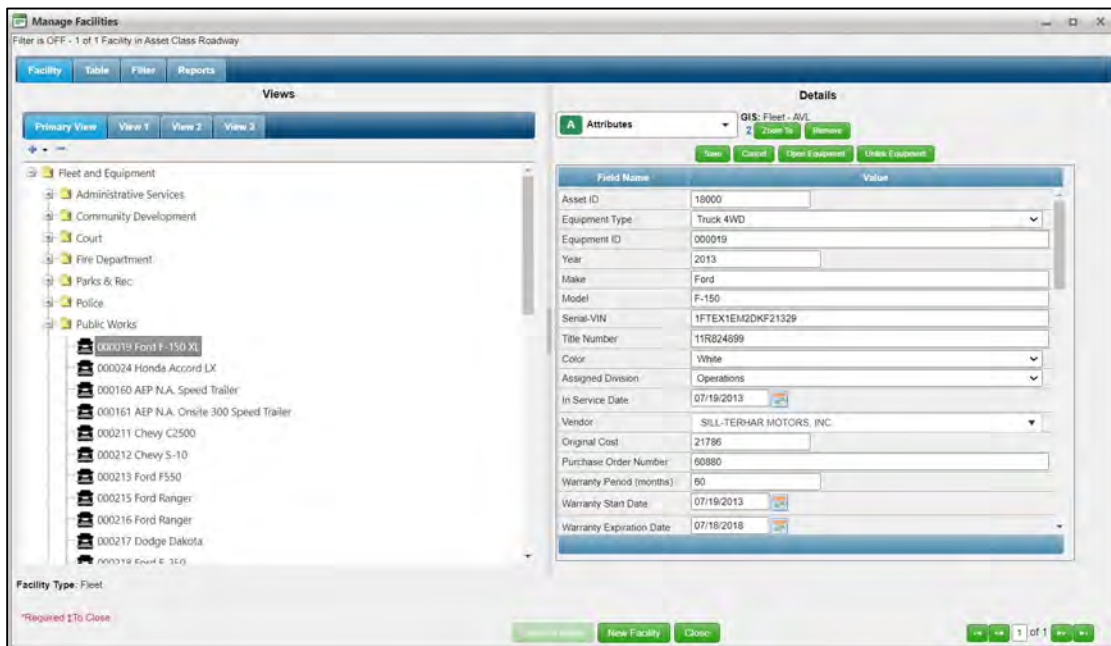 Manage Facilities
Filter is OFF - 1 of 1 Facility in Asset Class Roadway
Facility Table Filter Reports
Views
Primary View View 1 View 2 View 3
Fleet and Equipment
Administrative Services
Community Development
Court
Fire Department
Parks & Rec
Police
Public Works
000019 Ford F-150 XL
000024 Honda Accord LX
000160 AEP N.A. Speed Trailer
000161 AEP N.A. Onsite 300 Speed Trailer
000211 Chevy C2500
000212 Chevy S-10
000213 Ford F550
000215 Ford Ranger
000216 Ford Ranger
000217 Dodge Dakota
000218 Ford F-350
Details
A Attributes
GIS: Fleet - AVL
Zoom To Remove
Save Cancel Open Equipment Unlink Equipment
Field Name Value
Asset ID 18000
Equipment Type Truck 4WD
Equipment ID 000019
Year 2013
Make Ford
Model F-150
Serial-VIN 1FTEX1EM2DKF21329
Title Number 11R824899
Color White
Assigned Division Operations
In Service Date 07/19/2013
Vendor SILL-TERHAR MOTORS, INC.
Original Cost 21786
Purchase Order Number 60880
Warranty Period (months) 60
Warranty Start Date 07/19/2013
Warranty Expiration Date 07/18/2018
Facility Type: Fleet
*Required ‡To Close
New Facility Close
1 of 1